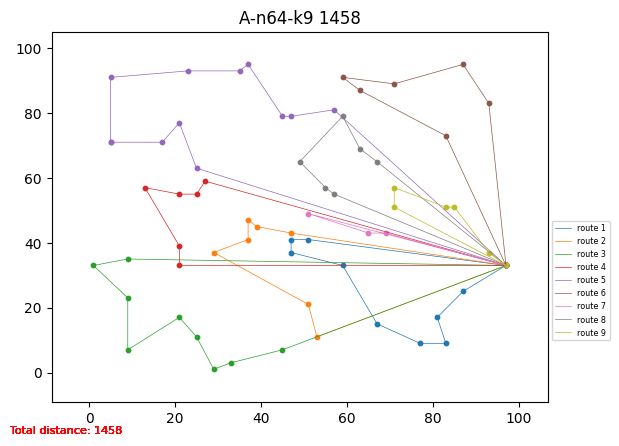 A-n64-k9 1458
100
80
60
40
20
0
0 20 40 60 80 100
route 1
route 2
route 3
route 4
route 5
route 6
route 7
route 8
route 9
Total distance: 1458